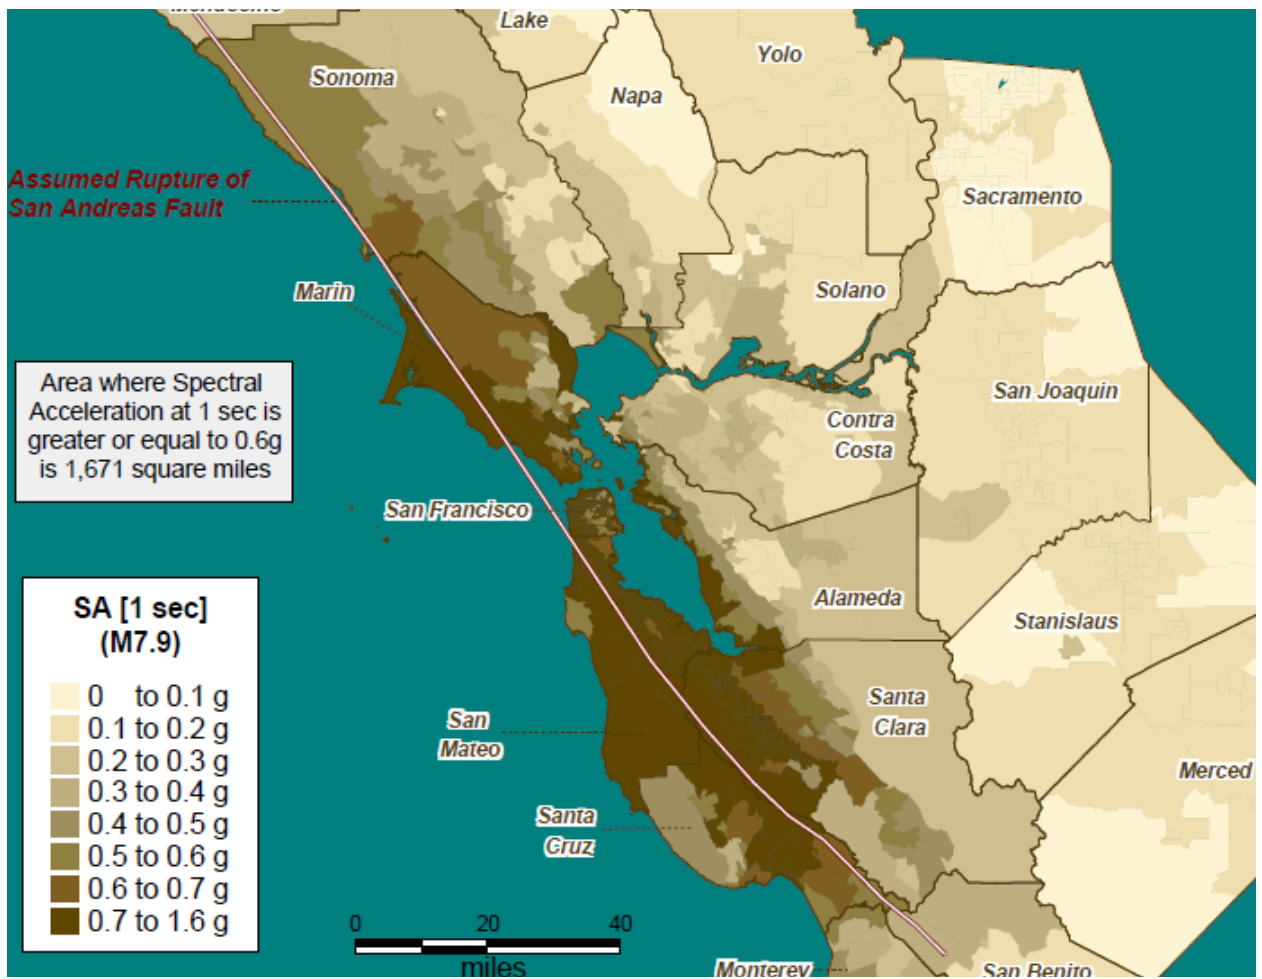 Mendocino
Lake
Yolo
Sonoma
Napa
Assumed Rupture of
San Andreas Fault
Sacramento
Marin
Solano
Area where Spectral
Acceleration at 1 sec is
greater or equal to 0.6g
is 1,671 square miles
San Joaquin
Contra
Costa
San Francisco
SA [1 sec]
(M7.9)
0 to 0.1 g
0.1 to 0.2 g
0.2 to 0.3 g
0.3 to 0.4 g
0.4 to 0.5 g
0.5 to 0.6 g
0.6 to 0.7 g
0.7 to 1.6 g
Alameda
Stanislaus
Santa
Clara
San
Mateo
Merced
Santa
Cruz
0 20 40
miles
Monterey
San Benito